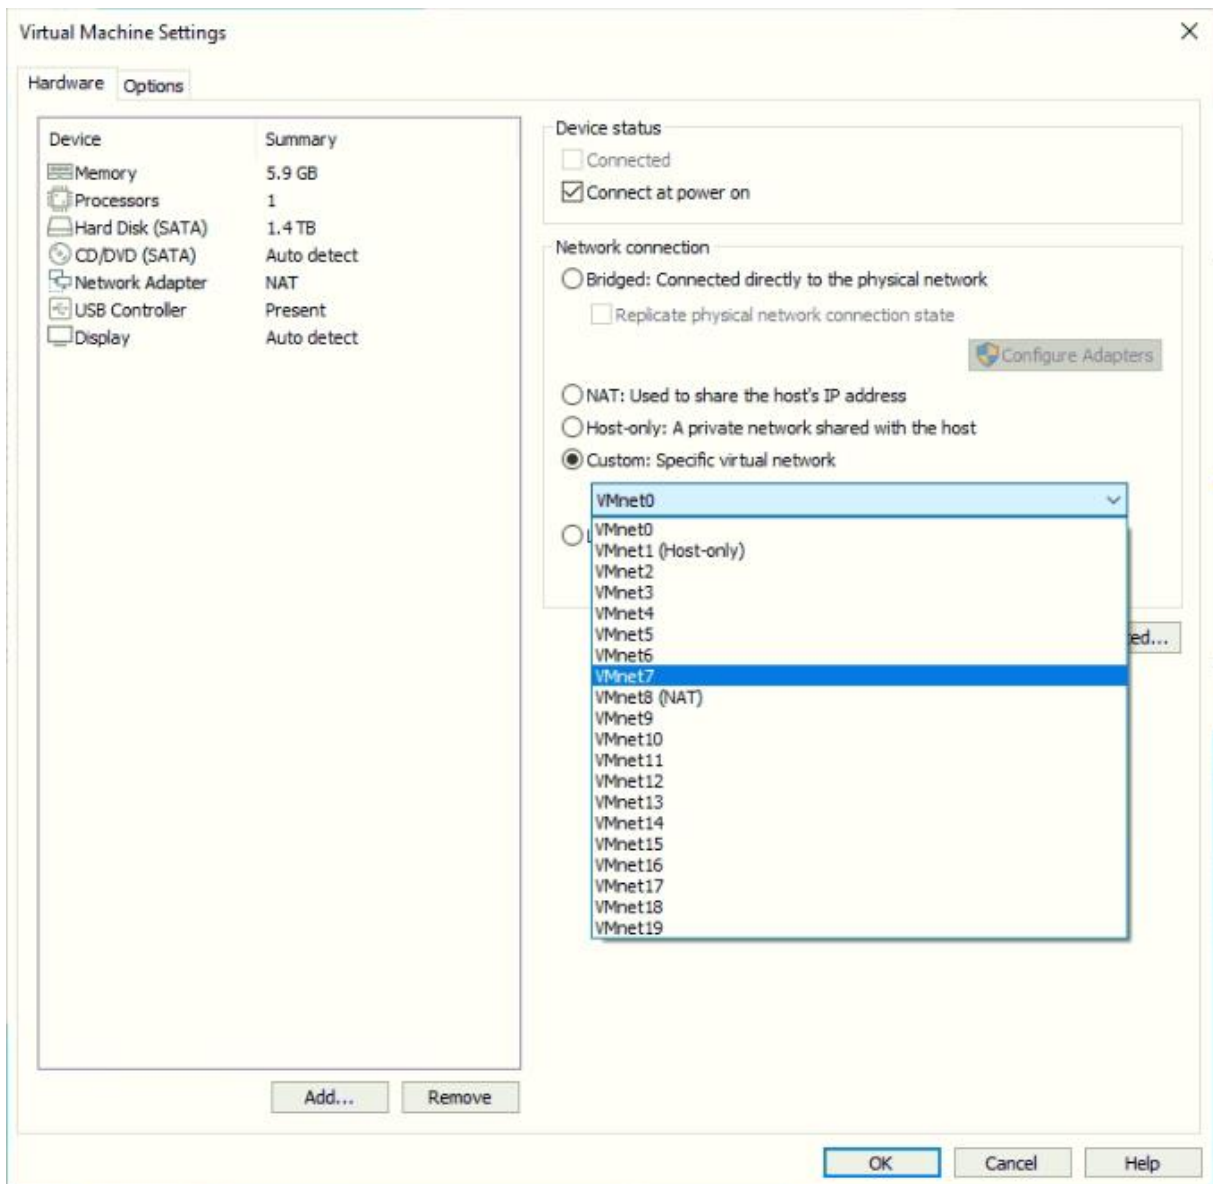 Virtual Machine Settings
Hardware Options
Device Summary
Memory 5.9 GB
Processors 1
Hard Disk (SATA) 1.4 TB
CD/DVD (SATA) Auto detect
Network Adapter NAT
USB Controller Present
Display Auto detect
Add... Remove
Device status
Connected
Connect at power on
Network connection
Bridged: Connected directly to the physical network
Replicate physical network connection state
Configure Adapters
NAT: Used to share the host's IP address
Host-only: A private network shared with the host
Custom: Specific virtual network
VMnet0
VMnet0
VMnet1 (Host-only)
VMnet2
VMnet3
VMnet4
VMnet5
VMnet6
VMnet7
VMnet8 (NAT)
VMnet9
VMnet10
VMnet11
VMnet12
VMnet13
VMnet14
VMnet15
VMnet16
VMnet17
VMnet18
VMnet19
OK Cancel Help